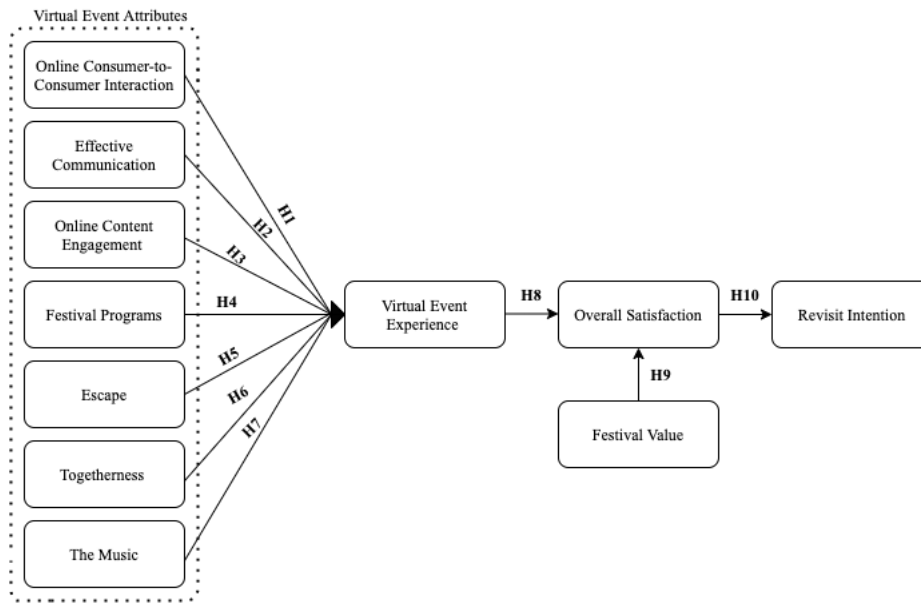 Virtual Event Attributes
Online Consumer-to-
Consumer Interaction
Effective
Communication
Online Content
Engagement
Festival Programs
Escape
Togetherness
The Music
H1
H2
H3
H4
H5
H6
H7
Virtual Event
Experience
H8
Overall Satisfaction
H10
Revisit Intention
H9
Festival Value